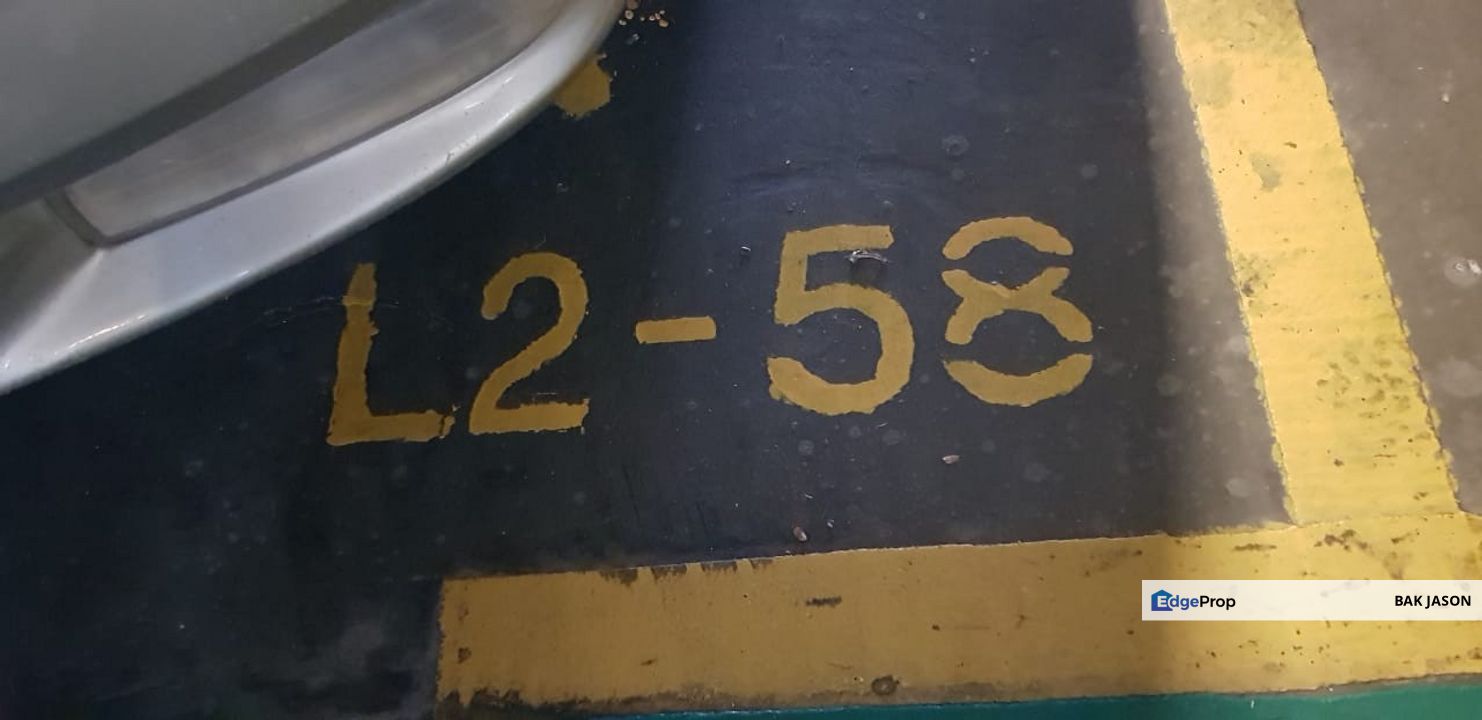 L2-58
EdgeProp
BAK JASON